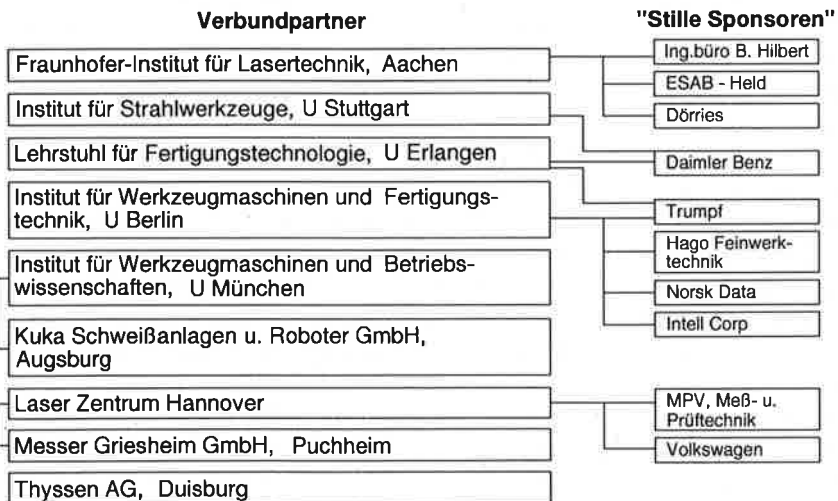 Verbundpartner
Fraunhofer-Institut für Lasertechnik, Aachen
Institut für Strahlwerkzeuge, U Stuttgart
Lehrstuhl für Fertigungstechnologie, U Erlangen
Institut für Werkzeugmaschinen und Fertigungs-
technik, U Berlin
Institut für Werkzeugmaschinen und Betriebs-
wissenschaften, U München
Kuka Schweißanlagen u. Roboter GmbH,
Augsburg
Laser Zentrum Hannover
Messer Griesheim GmbH, Puchheim
Thyssen AG, Duisburg
"Stille Sponsoren"
Ing.büro B. Hilbert
ESAB - Held
Dörries
Daimler Benz
Trumpf
Hago Feinwerk-
technik
Norsk Data
Intell Corp
MPV, Meß- u.
Prüftechnik
Volkswagen